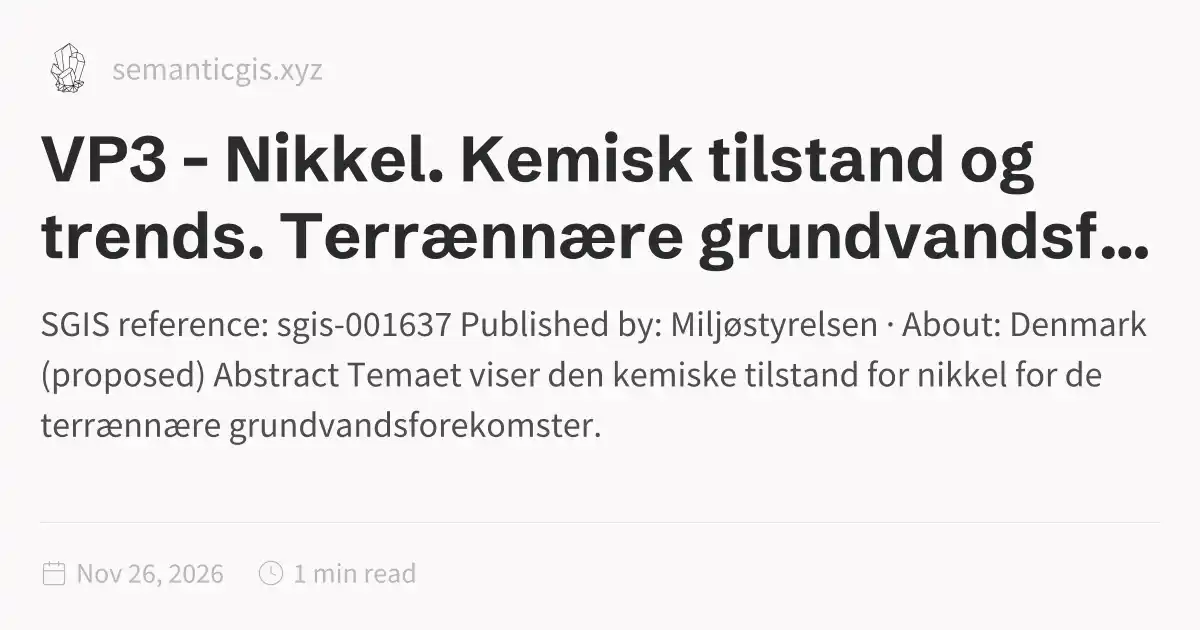 semanticgis.xyz
VP3 - Nikkel. Kemisk tilstand og
trends. Terrænnære grundvandsf...
SGIS reference: sgis-001637 Published by: Miljøstyrelsen · About: Denmark
(proposed) Abstract Temaet viser den kemiske tilstand for nikkel for de
terrænnære grundvandsforekomster.
Nov 26, 2026 1 min read